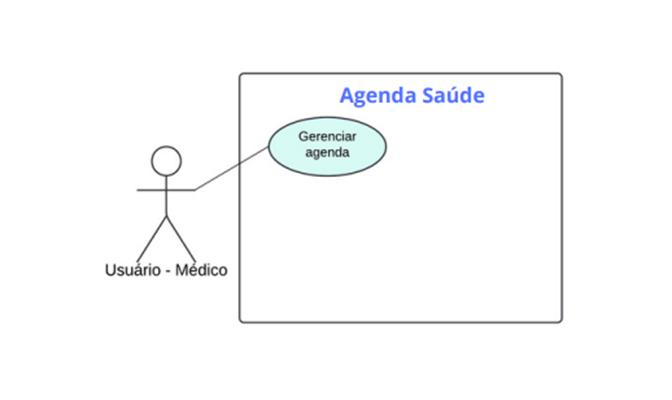 Agenda Saúde
Gerenciar
agenda
Usuário - Médico